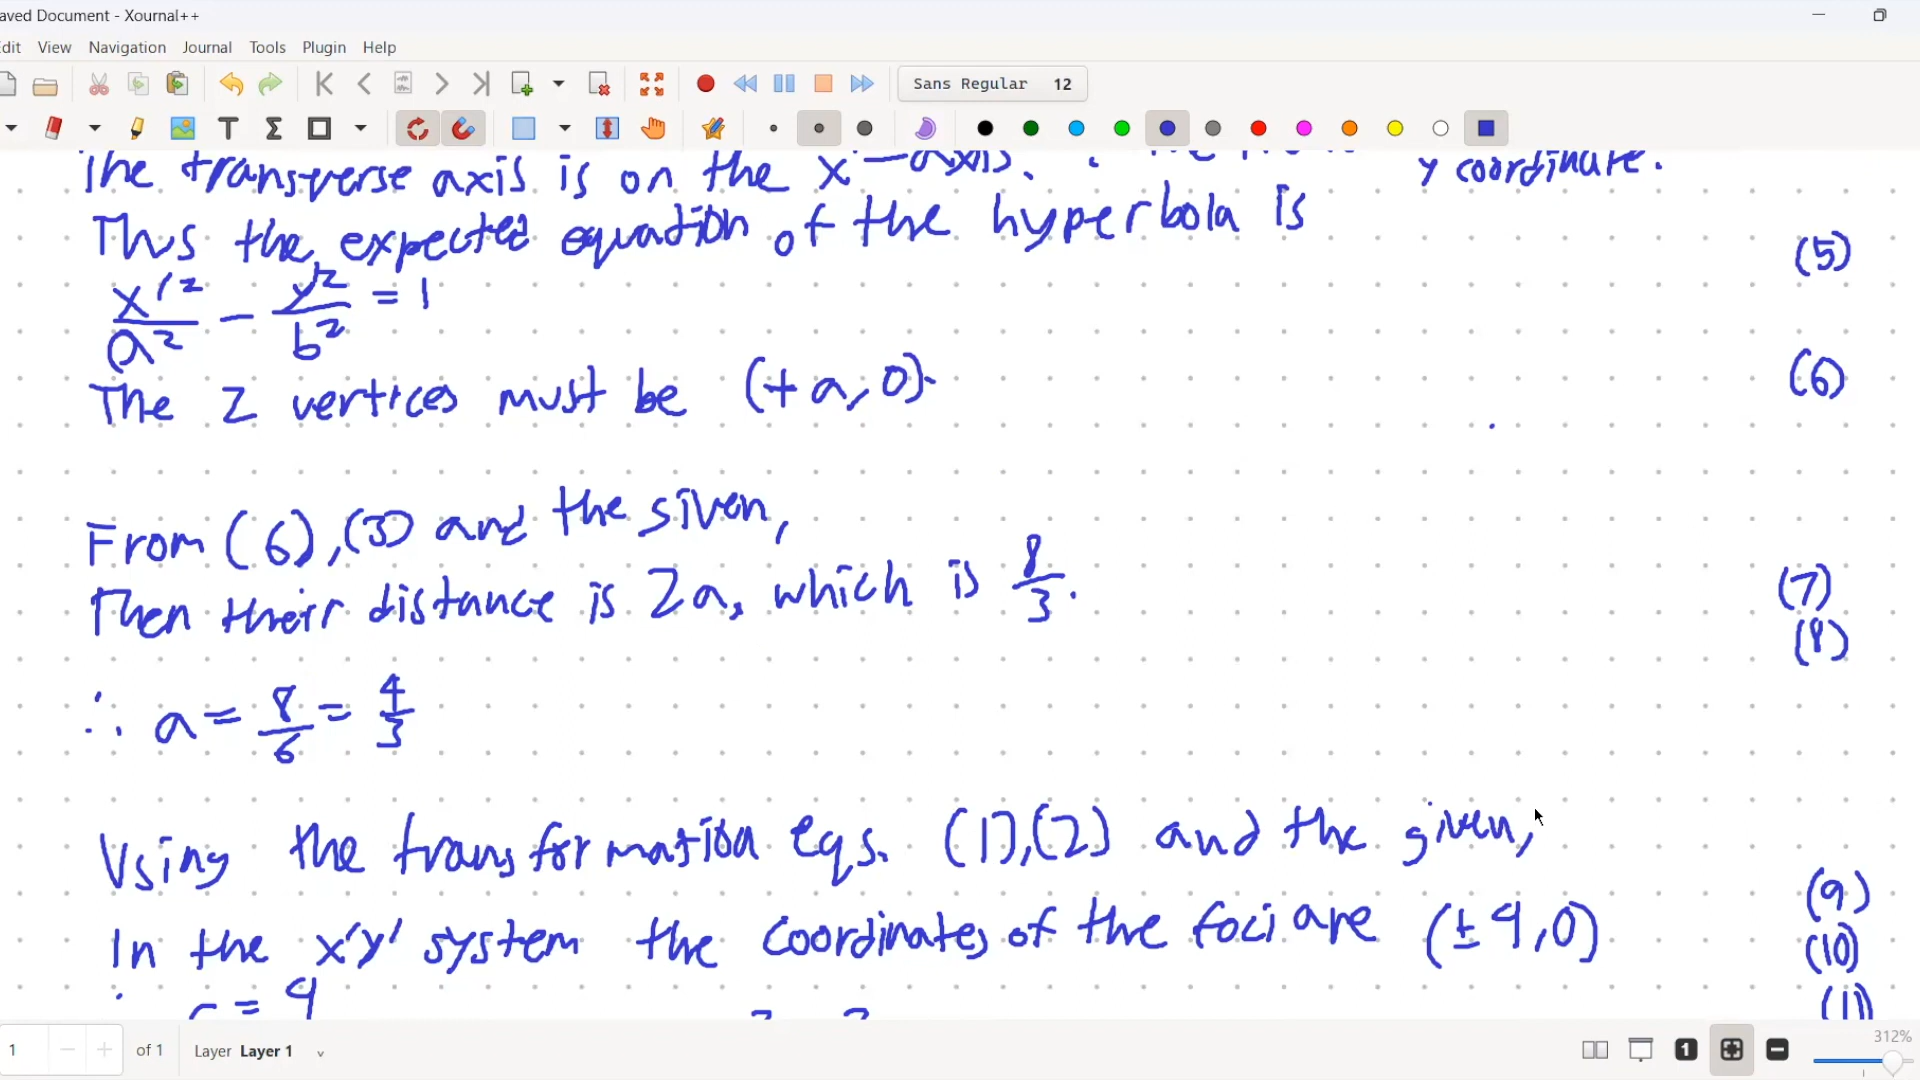 aved Document - Xournal++
dit View Navigation Journal Tools Plugin Help
Sans Regular 12
The transverse axis is on the x'-axis. y coordinate.
Thus the expected equation of the hyperbola is (5)
x'²/a² - y'²/b² = 1
The 2 vertices must be (± a, 0). (6)
From (6),(3) and the given,
Then their distance is 2a, which is 8/3. (7)
(8)
∴ a = 8/6 = 4/3
Using the transformation eqs. (1),(2) and the given,
(9)
In the x'y' system the coordinates of the foci are (± 4,0) (10)
c = 4 (11)
1 of 1 Layer Layer 1 1 312%